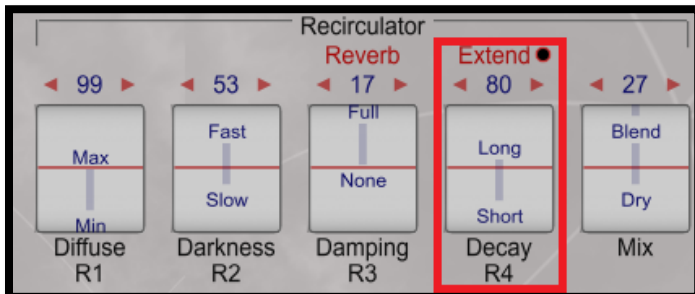 Recirculator
Reverb Extend
99 53 17 80 27
Full
Max Fast Long Blend
Min Slow None Short Dry
Diffuse Darkness Damping Decay Mix
R1 R2 R3 R4